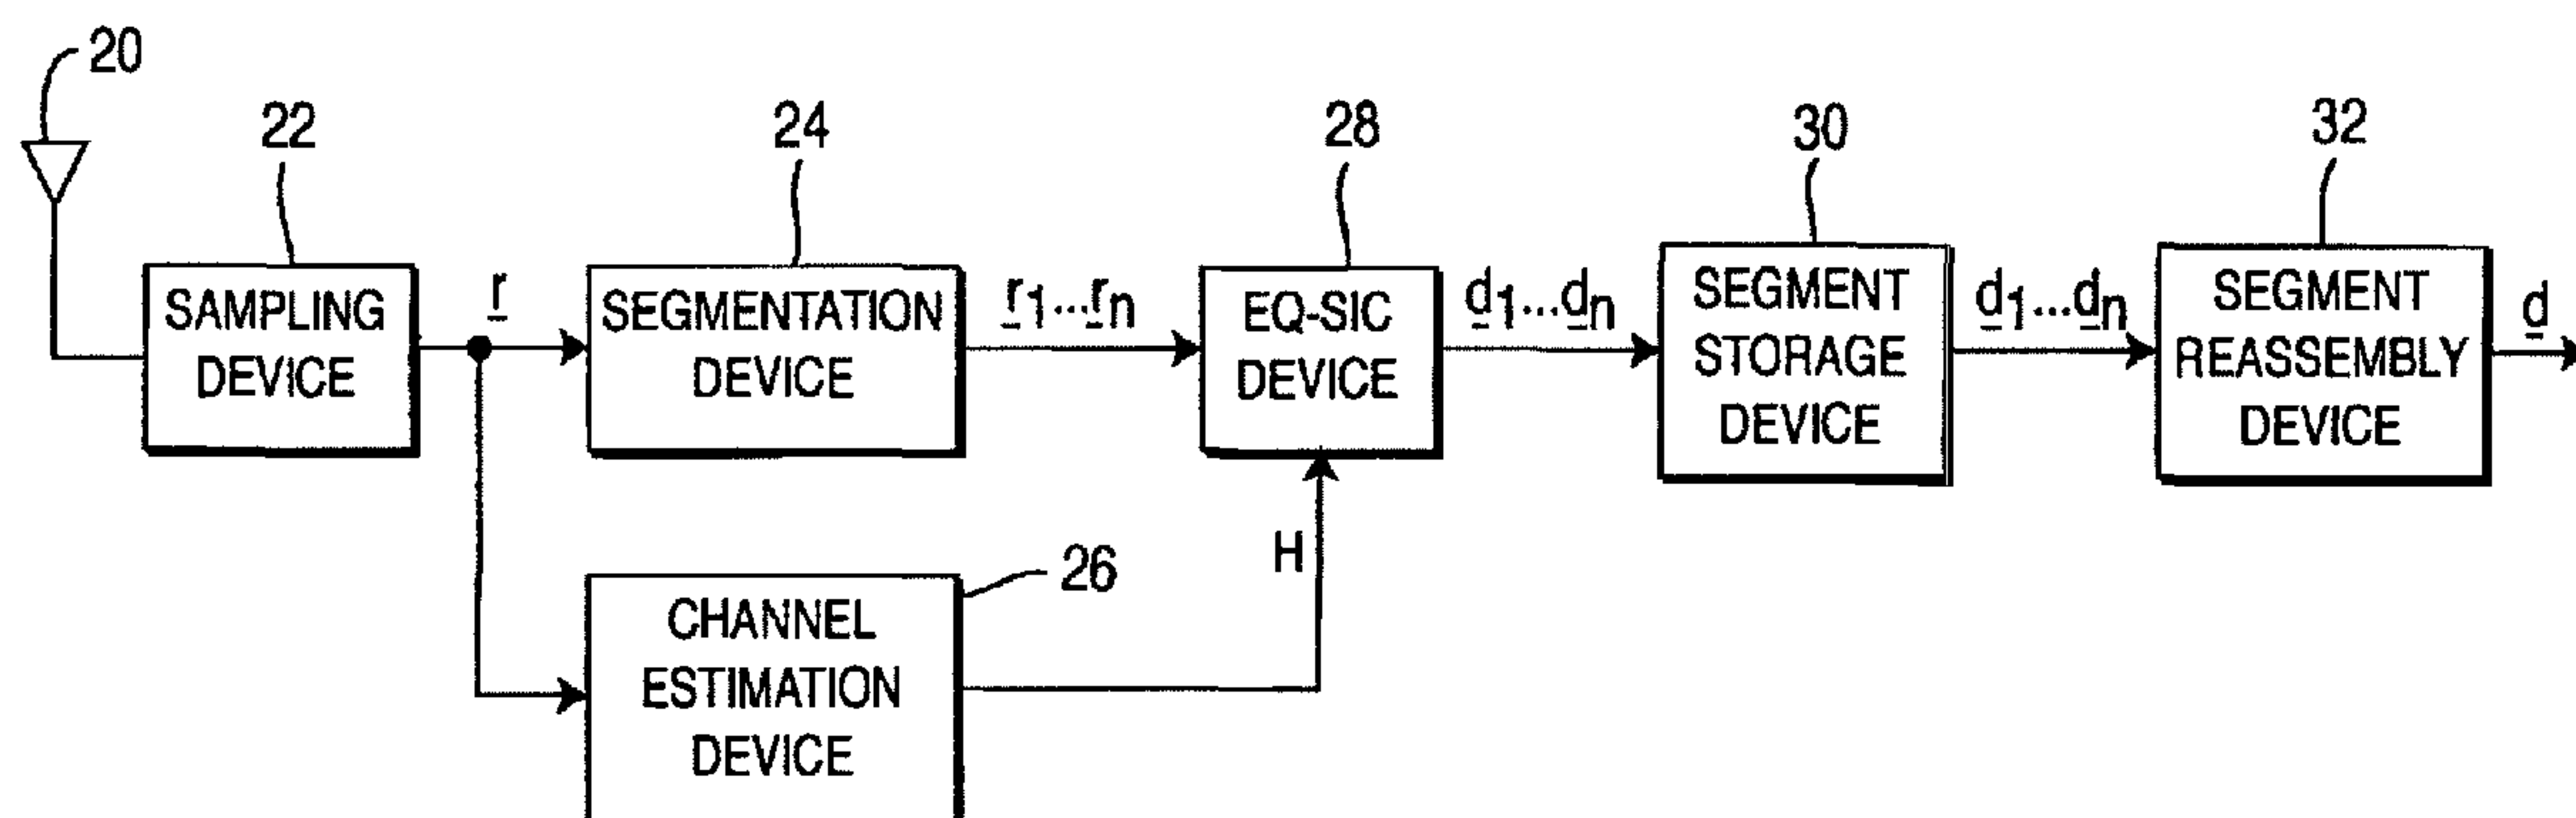 20
22
24
28
30
32
SAMPLING
DEVICE
r
SEGMENTATION
DEVICE
r1...rn
EQ-SIC
DEVICE
d1...dn
SEGMENT
STORAGE
DEVICE
d1...dn
SEGMENT
REASSEMBLY
DEVICE
d
H
26
CHANNEL
ESTIMATION
DEVICE